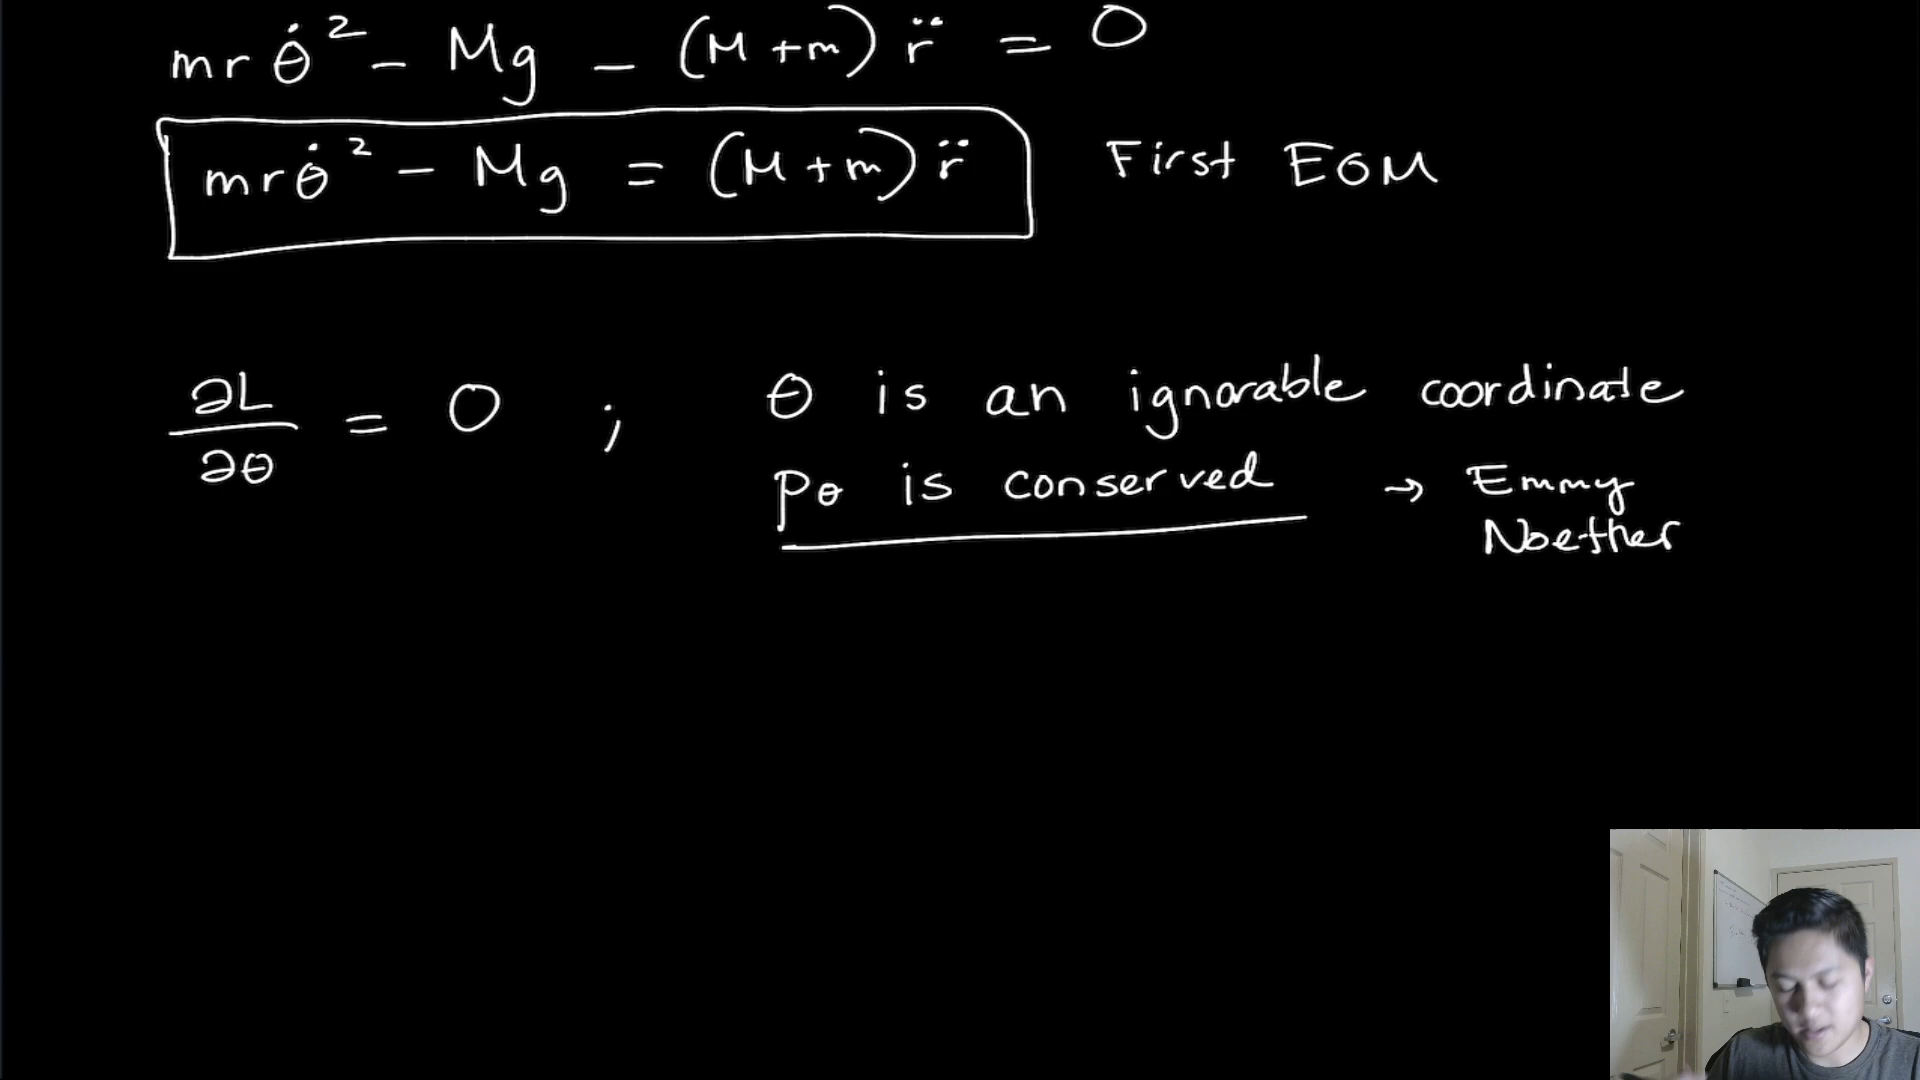 mrθ̇² − Mg − (M+m) r̈ = 0
mrθ̇² − Mg = (M+m) r̈ First EOM
∂L/∂θ = 0 ; θ is an ignorable coordinate
pθ is conserved → Emmy
Noether